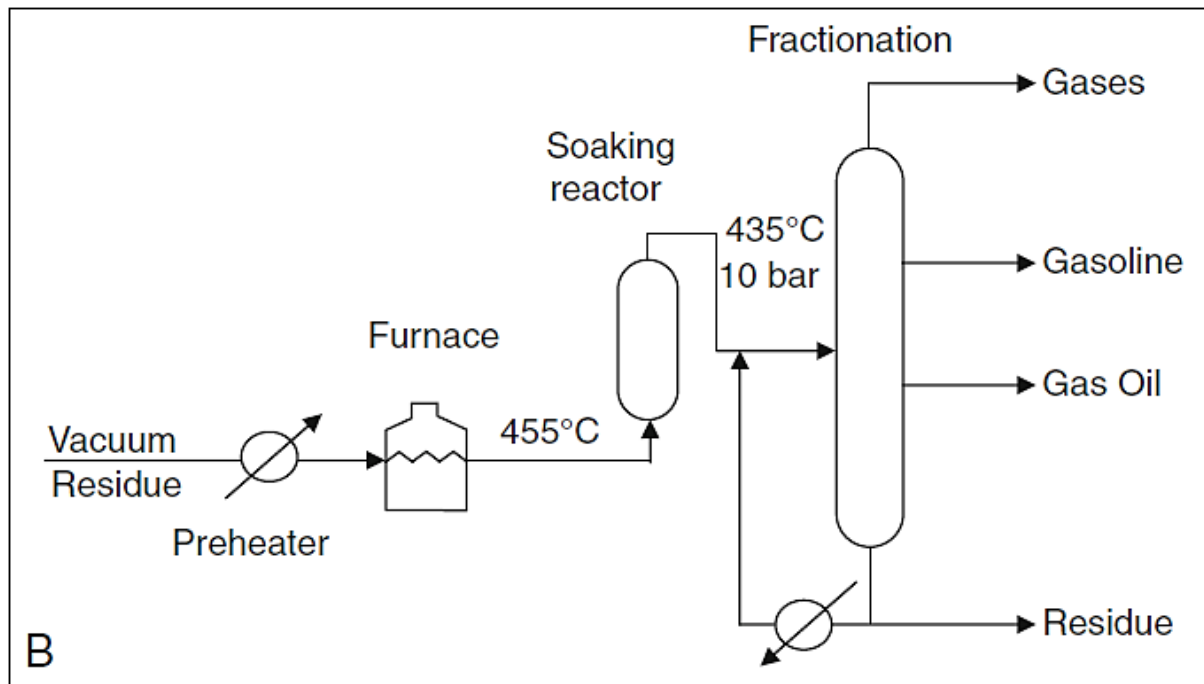 Fractionation
Gases
Soaking
reactor
435°C
10 bar
Gasoline
Furnace
Gas Oil
455°C
Vacuum
Residue
Preheater
Residue
B